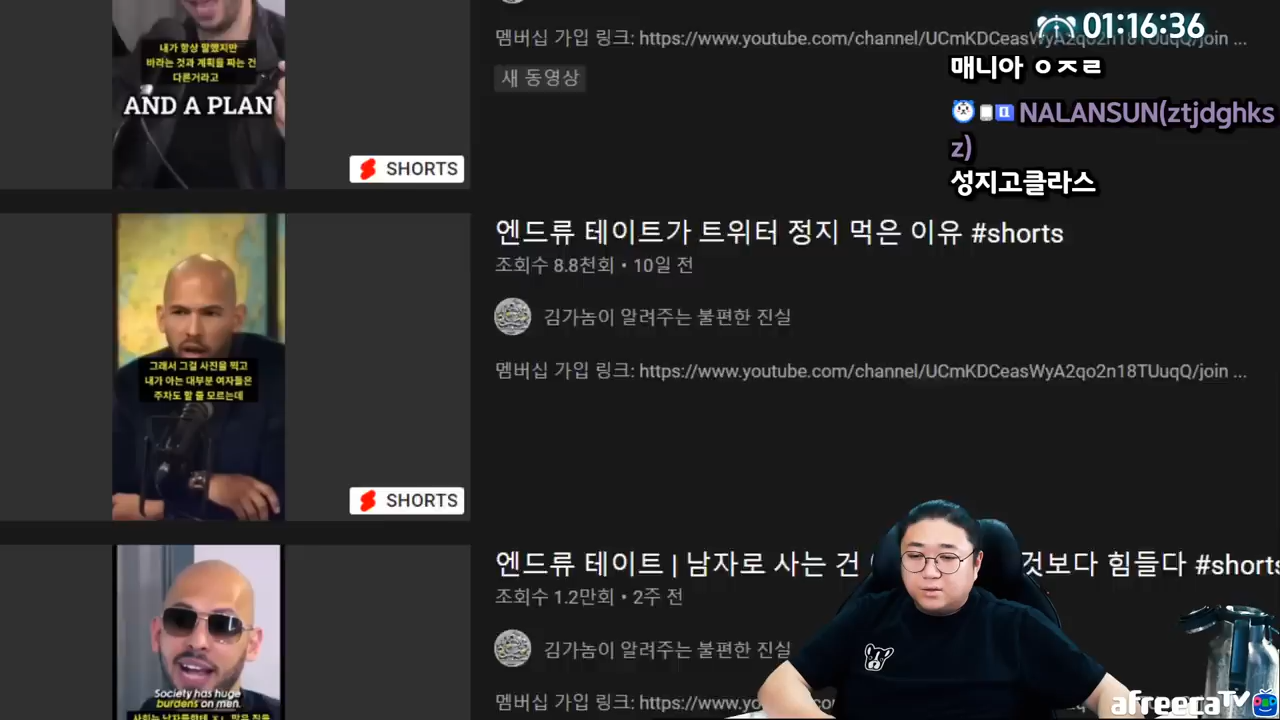 내가 항상 말했지만
바라는 것과 계획을 짜는 건
다른거라고
AND A PLAN
SHORTS
멤버십 가입 링크: https://www.youtube.com/channel/UCmKDCeasWyA2qo2n18TUuqQ/join ...
새 동영상
01:16:36
매니아 ㅇㅈㄹ
NALANSUN(ztjdghks
z)
성지고클라스
그래서 그걸 사진을 찍고
내가 아는 대부분 여자들은
주차도 할 줄 모르는데
SHORTS
엔드류 테이트가 트위터 정지 먹은 이유 #shorts
조회수 8.8천회 • 10일 전
김가놈이 알려주는 불편한 진실
멤버십 가입 링크: https://www.youtube.com/channel/UCmKDCeasWyA2qo2n18TUuqQ/join ...
Society has huge
burdens on men.
엔드류 테이트 | 남자로 사는 건
것보다 힘들다 #shorts
조회수 1.2만회 • 2주 전
김가놈이 알려주는 불편한 진실
멤버십 가입 링크: https://www.yo
afreecaTV